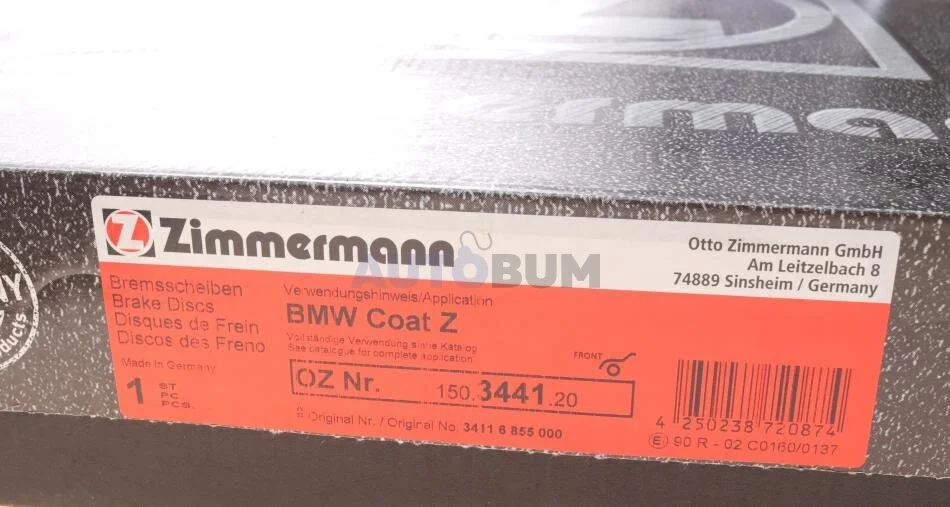 Zimmermann
Otto Zimmermann GmbH
Am Leitzelbach 8
74889 Sinsheim / Germany
AUTOBUM
Bremsscheiben
Brake Discs
Disques de Frein
Discos des Freno
Made in Germany
1 ST
PC.
PCS.
Verwendungshinweis/Application
BMW Coat Z
Vollständige Verwendung siehe Katalog
See catalogue for complete application
FRONT
OZ Nr. 150.3441.20
Original Nr. / Original No. 3411 6 855 000
4 250238 720874
E1 90 R - 02 C0160/0137